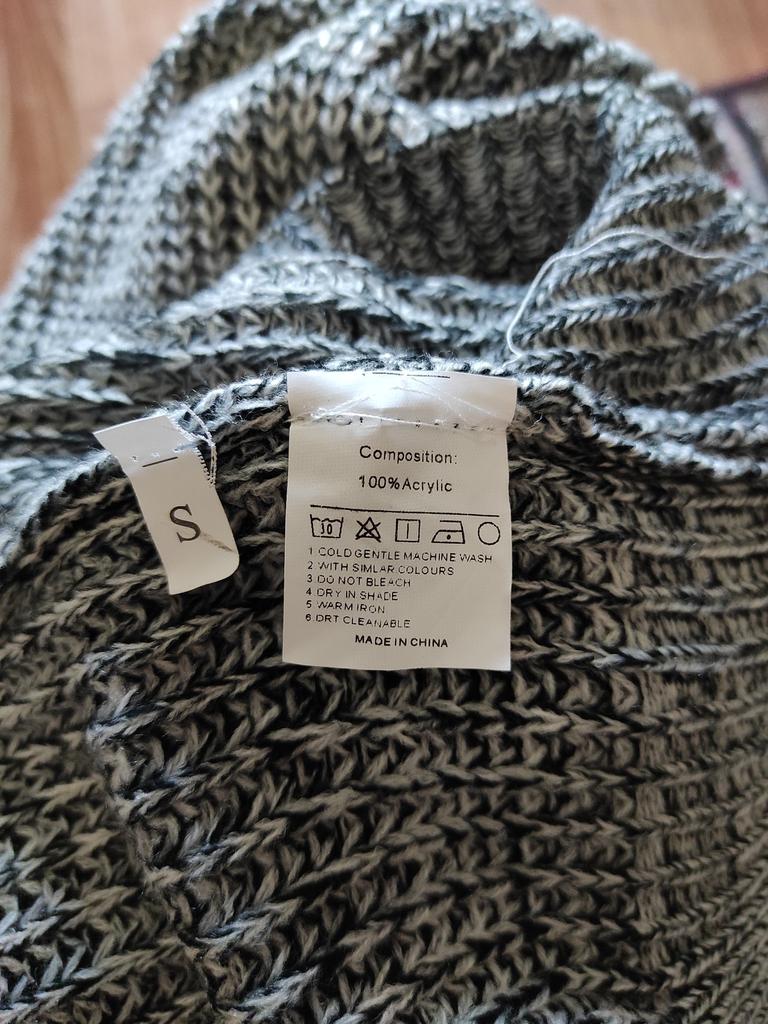 S
Composition:
100%Acrylic
30
1 COLD GENTLE MACHINE WASH
2 WITH SIMLAR COLOURS
3 DO NOT BLEACH
4 DRY IN SHADE
5 WARM IRON
6 DRT CLEANABLE
MADE IN CHINA